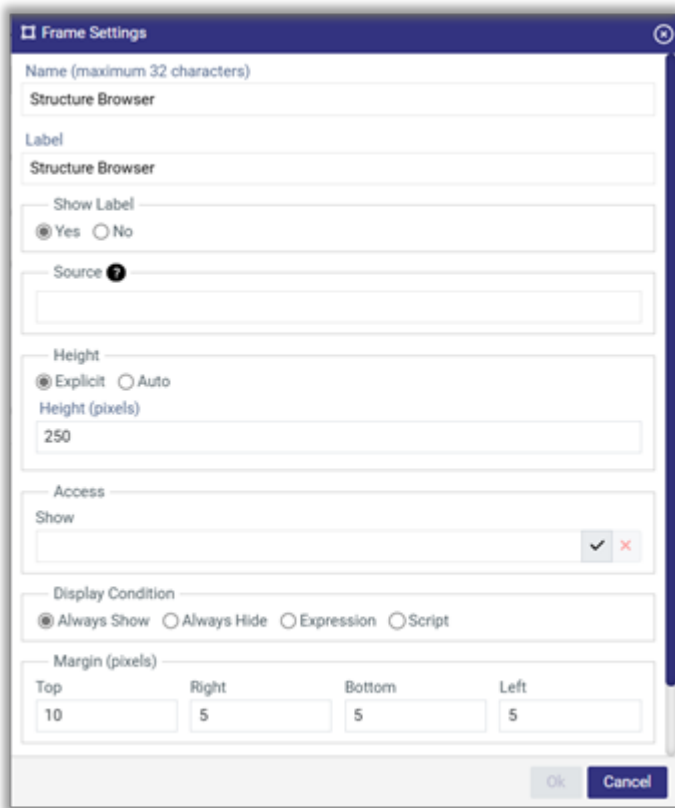 Frame Settings
Name (maximum 32 characters)
Structure Browser
Label
Structure Browser
Show Label
Yes No
Source ?
Height
Explicit Auto
Height (pixels)
250
Access
Show
Display Condition
Always Show Always Hide Expression Script
Margin (pixels)
Top Right Bottom Left
10 5 5 5
Ok Cancel